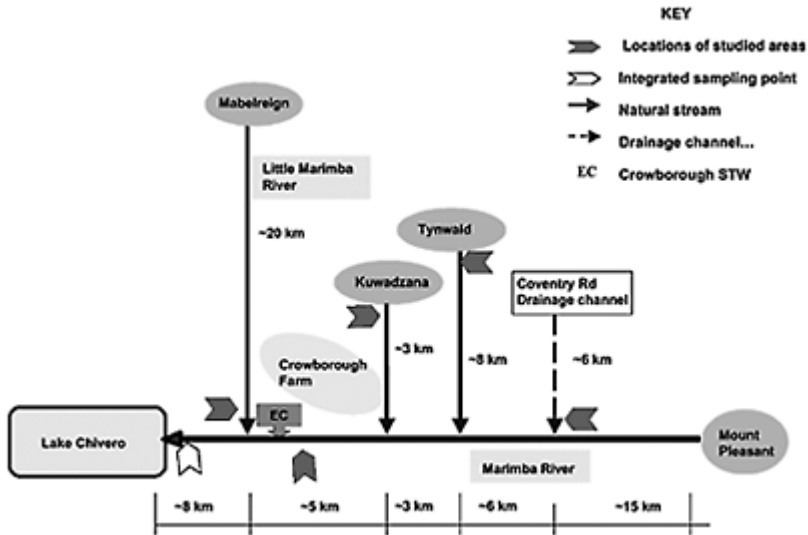 KEY
Locations of studied areas
Integrated sampling point
Natural stream
Drainage channel...
EC Crowborough STW
Mabelreign
Little Marimba
River
~20 km
Tynwald
Kuwadzana
Coventry Rd
Drainage channel
~3 km
~8 km
~6 km
Crowborough
Farm
EC
Lake Chivero
Mount
Pleasant
Marimba River
~8 km
~5 km
~3 km
~6 km
~15 km